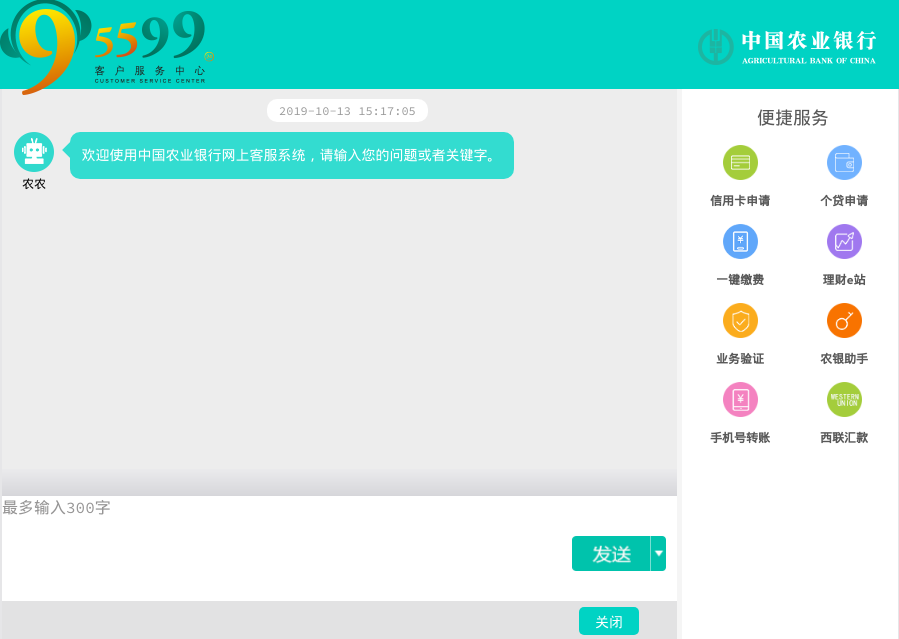 95599
客户服务中心
CUSTOMER SERVICE CENTER
中国农业银行
AGRICULTURAL BANK OF CHINA
2019-10-13 15:17:05
欢迎使用中国农业银行网上客服系统，请输入您的问题或者关键字。
农农
最多输入300字
发送
关闭
便捷服务
信用卡申请 个贷申请
一键缴费 理财e站
业务验证 农银助手
WESTERN
UNION
手机号转账 西联汇款